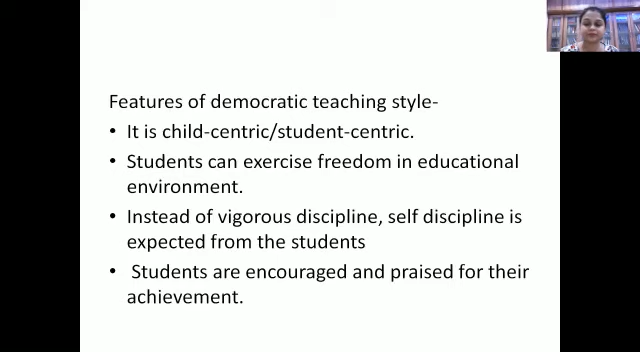 Features of democratic teaching style-
• It is child-centric/student-centric.
• Students can exercise freedom in educational
environment.
• Instead of vigorous discipline, self discipline is
expected from the students
• Students are encouraged and praised for their
achievement.